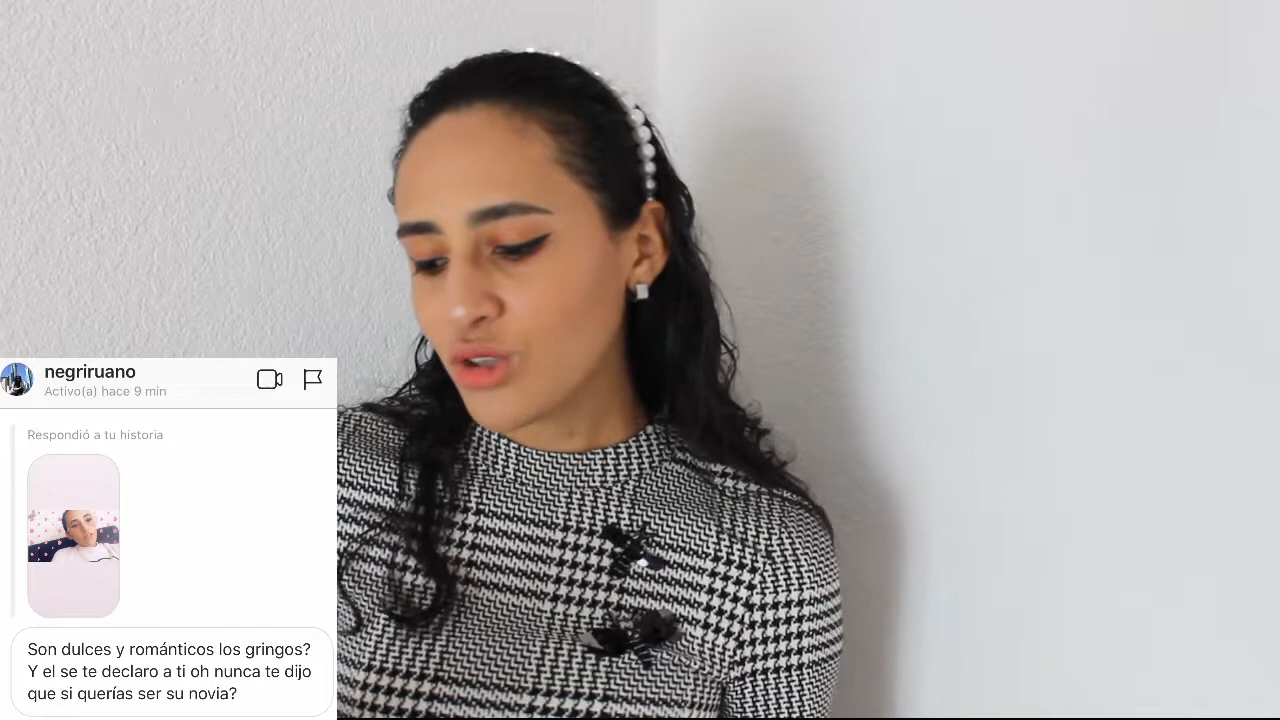 negriruano
Activo(a) hace 9 min
Respondió a tu historia
Son dulces y románticos los gringos?
Y el se te declaro a ti oh nunca te dijo
que si querías ser su novia?